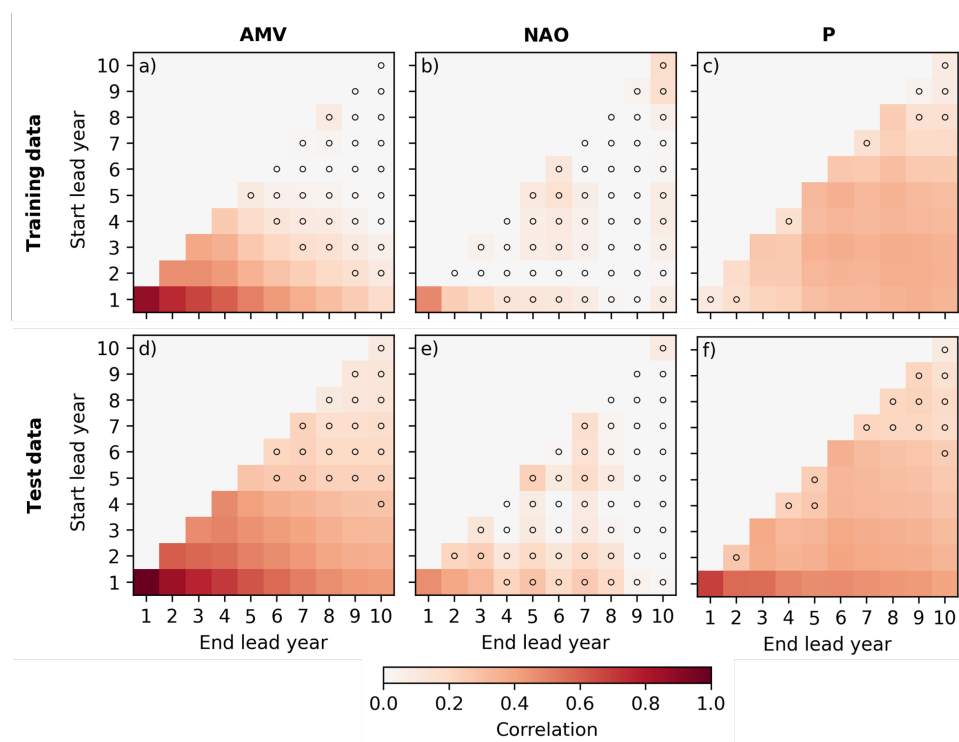 AMV NAO P
Training data
Start lead year
10
9
8
7
6
5
4
3
2
1
a) b) c)
Test data
Start lead year
10
9
8
7
6
5
4
3
2
1
d) e) f)
1 2 3 4 5 6 7 8 9 10 1 2 3 4 5 6 7 8 9 10 1 2 3 4 5 6 7 8 9 10
End lead year End lead year End lead year
0.0 0.2 0.4 0.6 0.8 1.0
Correlation